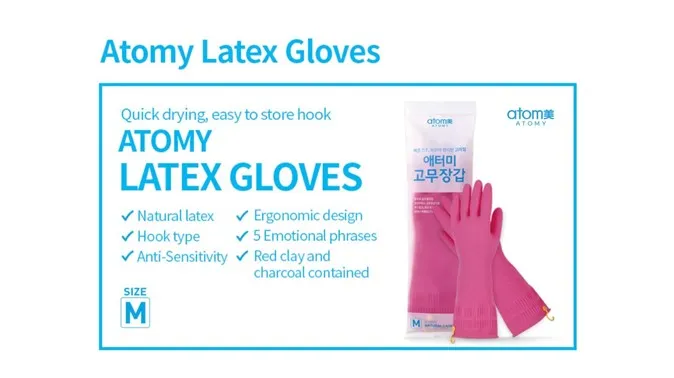 Atomy Latex Gloves
Quick drying, easy to store hook
ATOMY
LATEX GLOVES
✓ Natural latex
✓ Hook type
✓ Anti-Sensitivity
✓ Ergonomic design
✓ 5 Emotional phrases
✓ Red clay and
charcoal contained
SIZE
M
atom美
ATOMY
애터미
고무장갑
M
atom美
ATOMY